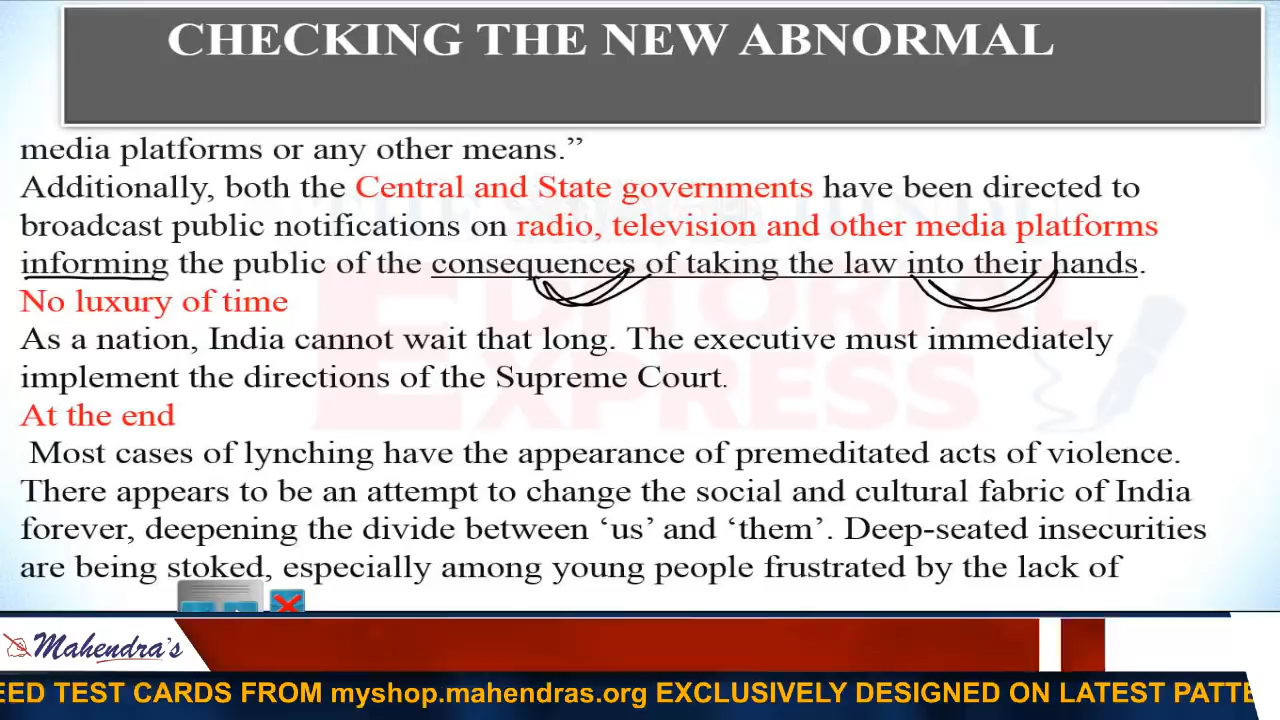 CHECKING THE NEW ABNORMAL
media platforms or any other means.”
Additionally, both the Central and State governments have been directed to
broadcast public notifications on radio, television and other media platforms
informing the public of the consequences of taking the law into their hands.
No luxury of time
As a nation, India cannot wait that long. The executive must immediately
implement the directions of the Supreme Court.
At the end
Most cases of lynching have the appearance of premeditated acts of violence.
There appears to be an attempt to change the social and cultural fabric of India
forever, deepening the divide between ‘us’ and ‘them’. Deep-seated insecurities
are being stoked, especially among young people frustrated by the lack of
EDITORIAL
EXPRESS
Mahendra's
EED TEST CARDS FROM myshop.mahendras.org EXCLUSIVELY DESIGNED ON LATEST PATTE